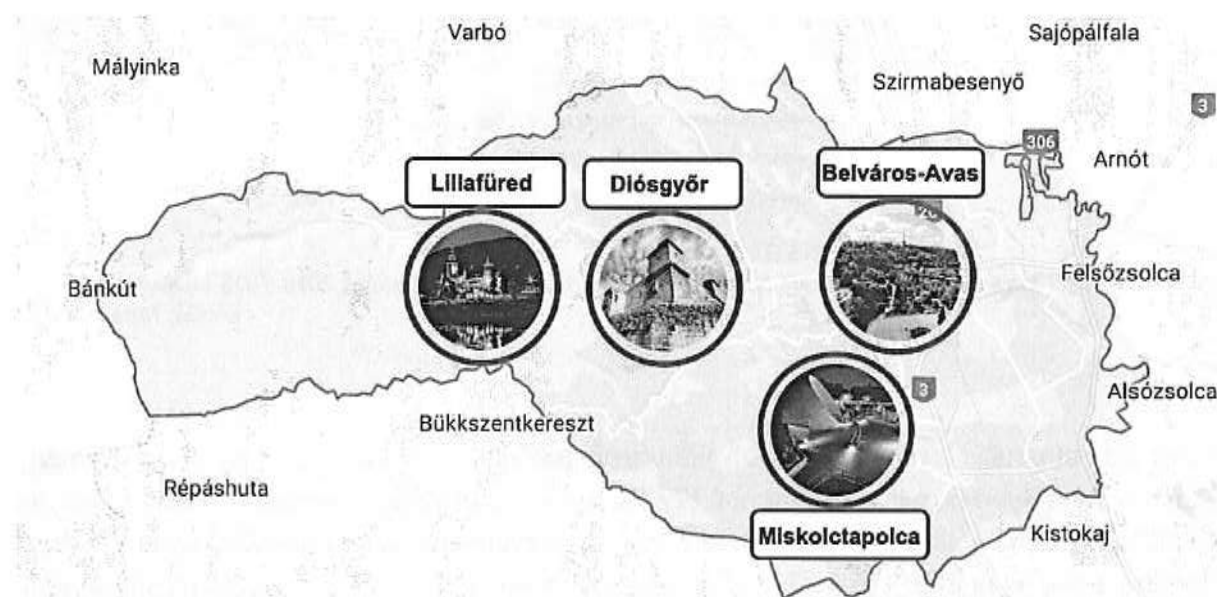 Varbó
Sajópálfala
Mályinka
Szirmabesenyő
3
306
Arnót
Lillafüred
Diósgyőr
Belváros-Avas
26
Felsőzsolca
Bánkút
3
Alsózsolca
Bükkszentkereszt
Répáshuta
Miskolctapolca
Kistokaj